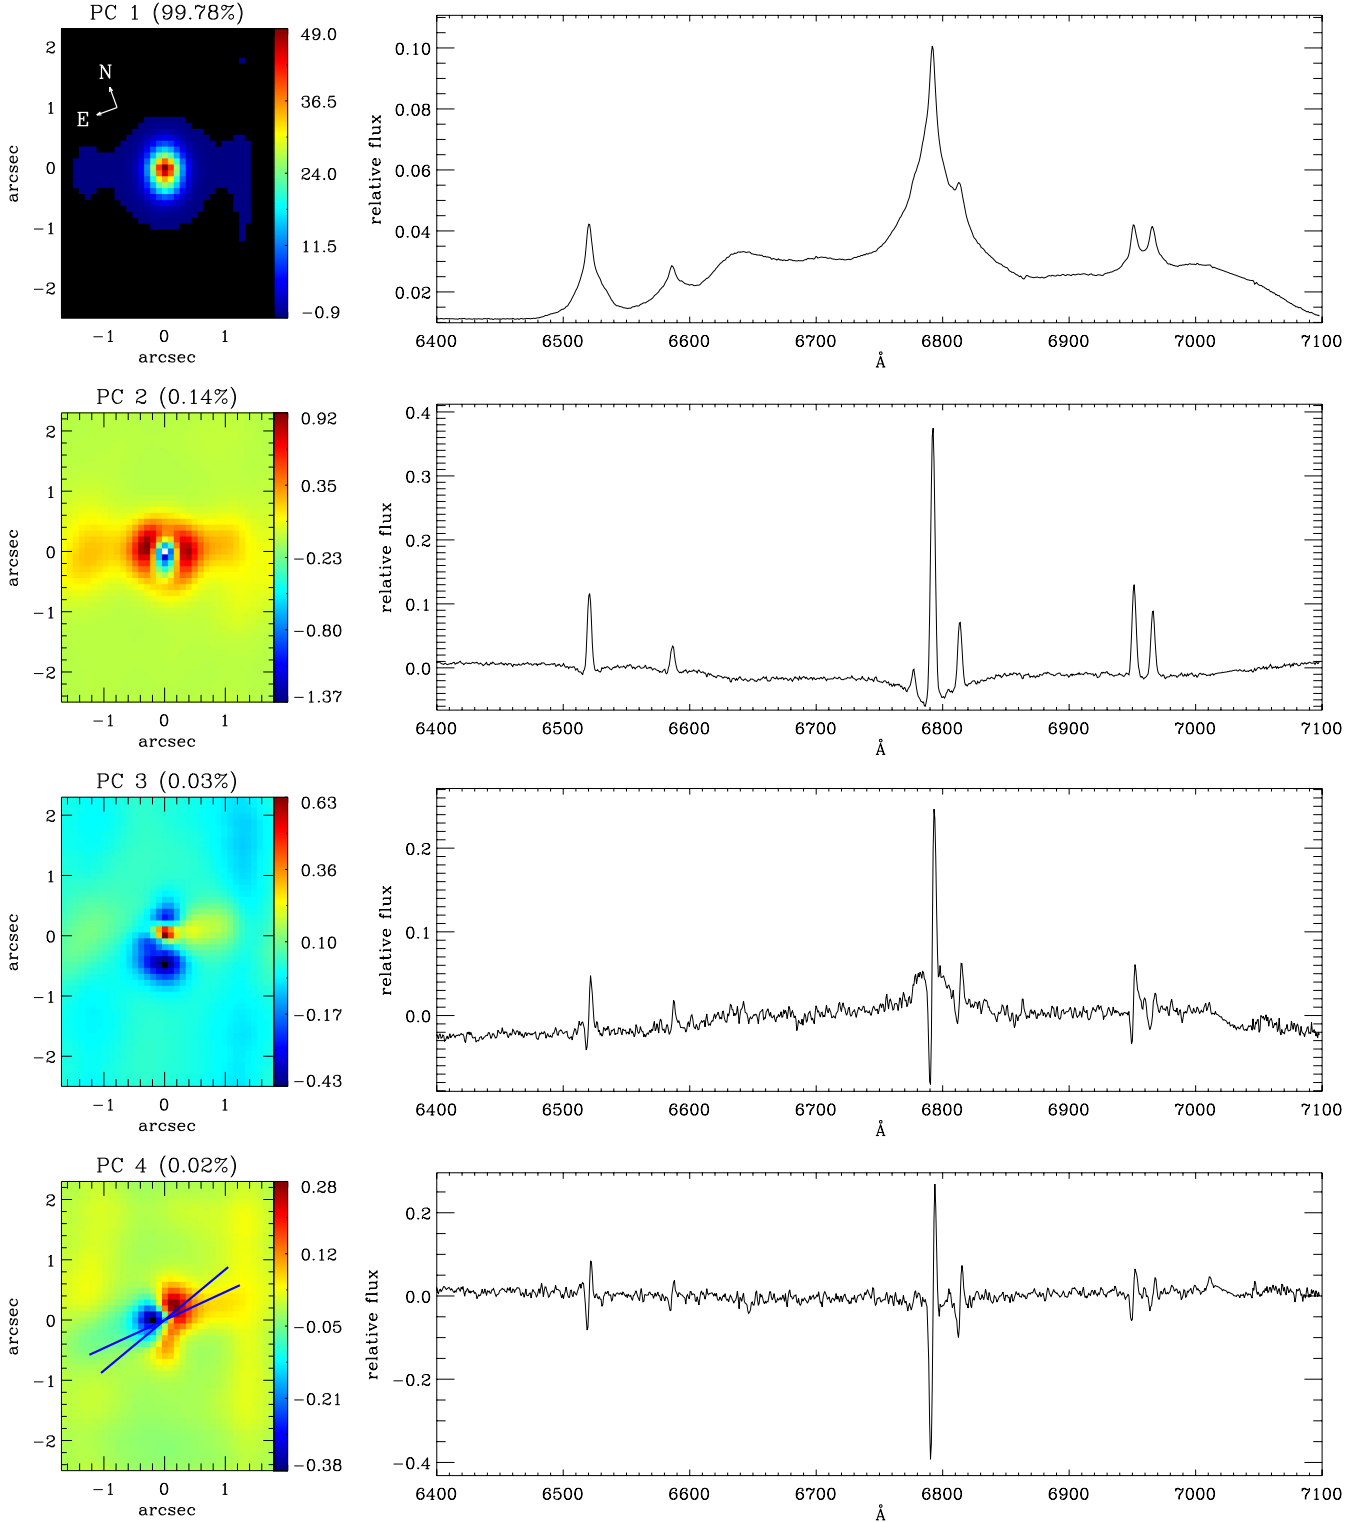 PC 1 (99.78%)
2
1
0
−1
−2
arcsec
N
E
−1 0 1
arcsec
49.0
36.5
24.0
11.5
−0.9
0.10
0.08
0.06
0.04
0.02
relative flux
6400 6500 6600 6700 6800 6900 7000 7100
Å
PC 2 (0.14%)
2
1
0
−1
−2
arcsec
−1 0 1
arcsec
0.92
0.35
−0.23
−0.80
−1.37
0.4
0.3
0.2
0.1
0.0
relative flux
6400 6500 6600 6700 6800 6900 7000 7100
Å
PC 3 (0.03%)
2
1
0
−1
−2
arcsec
−1 0 1
arcsec
0.63
0.36
0.10
−0.17
−0.43
0.2
0.1
0.0
relative flux
6400 6500 6600 6700 6800 6900 7000 7100
Å
PC 4 (0.02%)
2
1
0
−1
−2
arcsec
−1 0 1
arcsec
0.28
0.12
−0.05
−0.21
−0.38
0.2
0.0
−0.2
−0.4
relative flux
6400 6500 6600 6700 6800 6900 7000 7100
Å